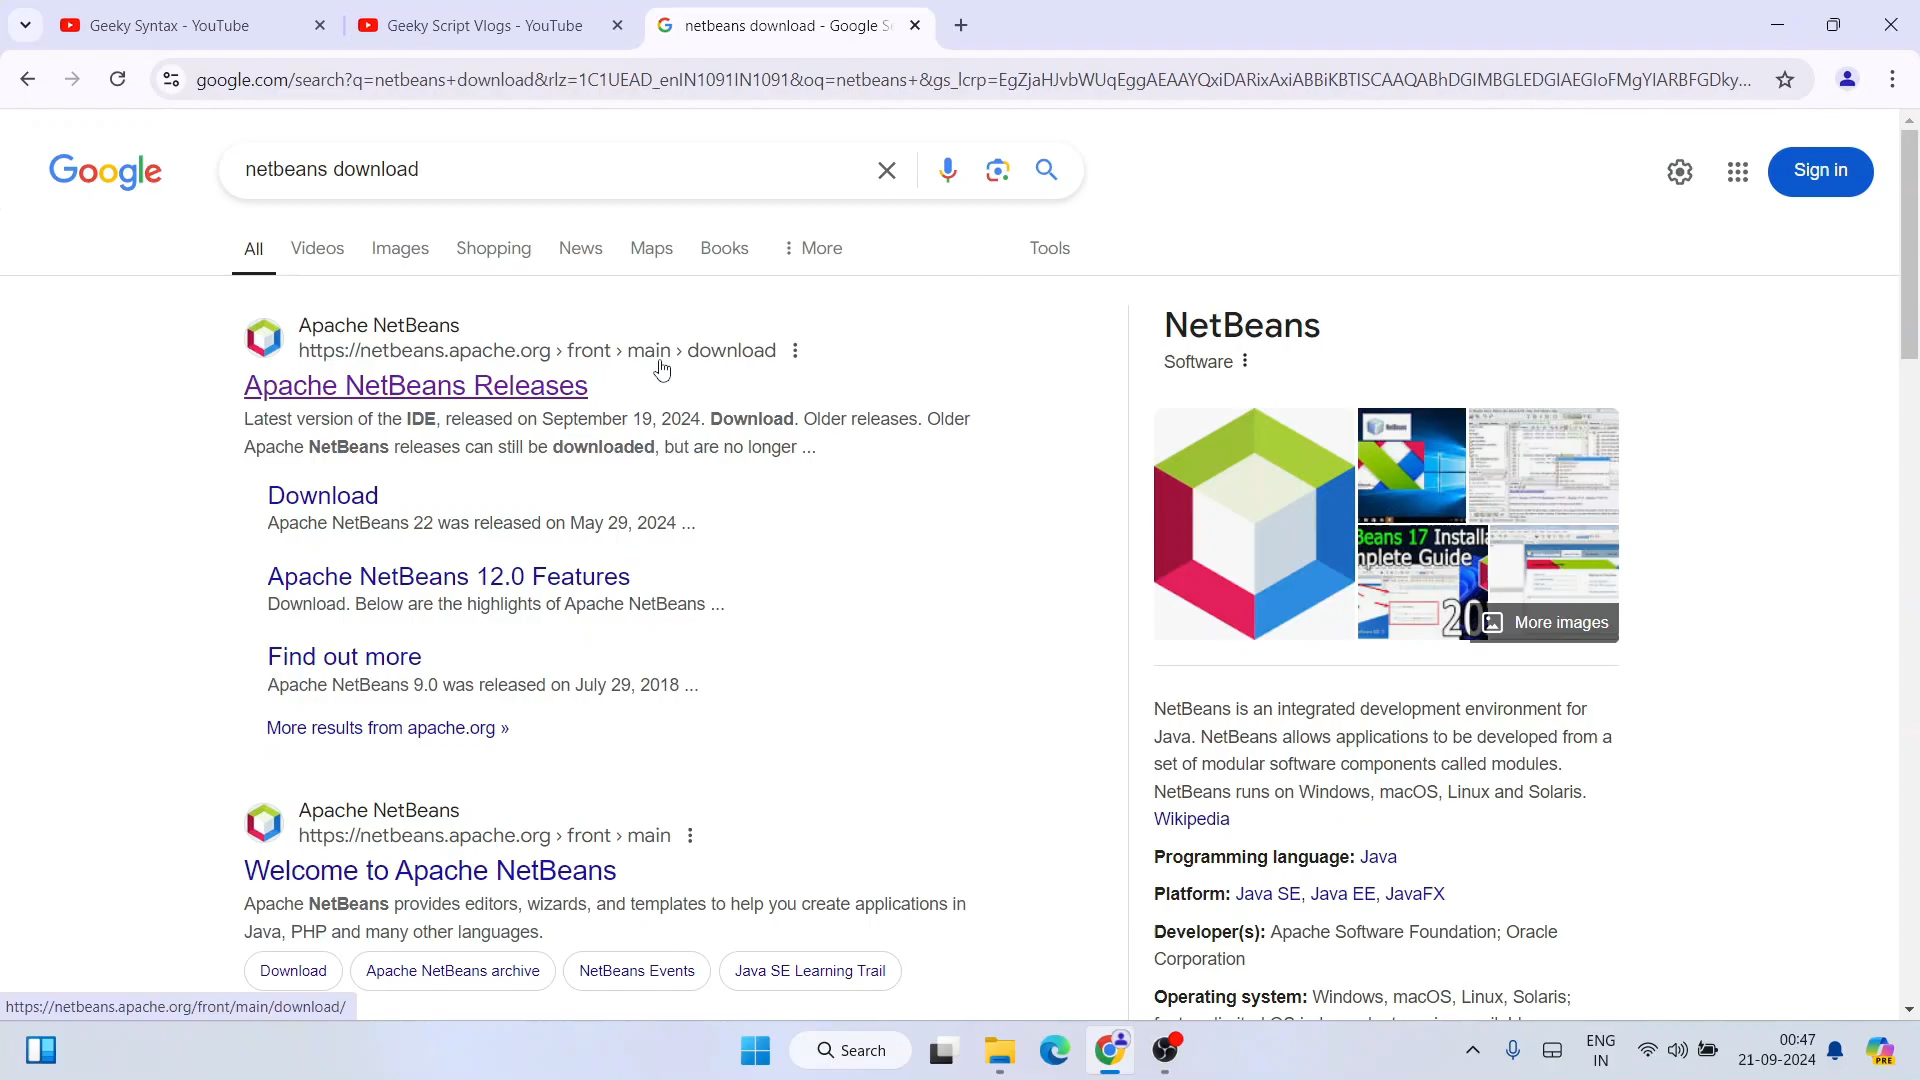 Geeky Syntax - YouTube
Geeky Script Vlogs - YouTube
netbeans download - Google Se
google.com/search?q=netbeans+download&rlz=1C1UEAD_enIN1091IN1091&oq=netbeans+&gs_lcrp=EgZjaHJvbWUqEggAEAAYQxiDARixAxiABBiKBTISCAAQABhDGIMBGLEDGIAEGIoFMgYIARBFGDky...
Google
netbeans download
Sign in
All
Videos
Images
Shopping
News
Maps
Books
More
Tools
Apache NetBeans
https://netbeans.apache.org › front › main › download
Apache NetBeans Releases
Latest version of the IDE, released on September 19, 2024. Download. Older releases. Older
Apache NetBeans releases can still be downloaded, but are no longer ...
Download
Apache NetBeans 22 was released on May 29, 2024 ...
Apache NetBeans 12.0 Features
Download. Below are the highlights of Apache NetBeans ...
Find out more
Apache NetBeans 9.0 was released on July 29, 2018 ...
More results from apache.org »
Apache NetBeans
https://netbeans.apache.org › front › main
Welcome to Apache NetBeans
Apache NetBeans provides editors, wizards, and templates to help you create applications in
Java, PHP and many other languages.
Download
Apache NetBeans archive
NetBeans Events
Java SE Learning Trail
https://netbeans.apache.org/front/main/download/
NetBeans
Software
NetBeans
Beans 17 Installa
mplete Guide
20
More images
NetBeans is an integrated development environment for
Java. NetBeans allows applications to be developed from a
set of modular software components called modules.
NetBeans runs on Windows, macOS, Linux and Solaris.
Wikipedia
Programming language: Java
Platform: Java SE, Java EE, JavaFX
Developer(s): Apache Software Foundation; Oracle
Corporation
Operating system: Windows, macOS, Linux, Solaris;
Search
ENG
IN
00:47
21-09-2024
PRE